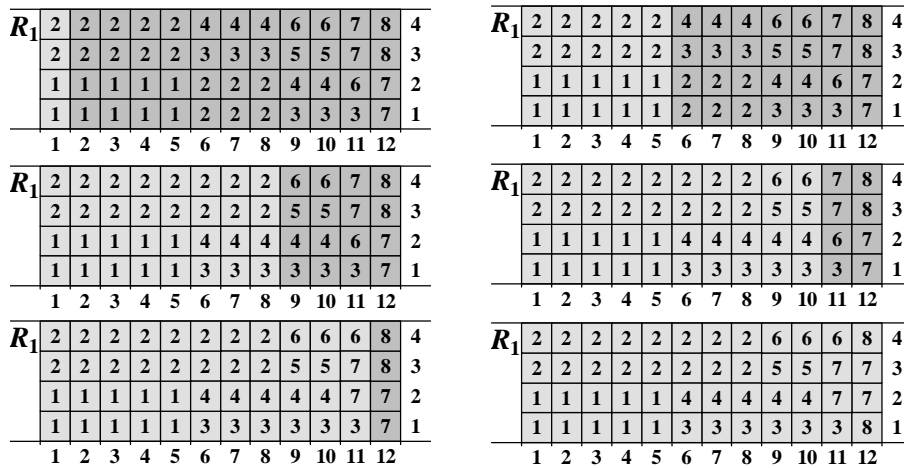 R1 2 2 2 2 2 4 4 4 6 6 7 8 4
2 2 2 2 2 3 3 3 5 5 7 8 3
1 1 1 1 1 2 2 2 4 4 6 7 2
1 1 1 1 1 2 2 2 3 3 3 7 1
1 2 3 4 5 6 7 8 9 10 11 12
R1 2 2 2 2 2 4 4 4 6 6 7 8 4
2 2 2 2 2 3 3 3 5 5 7 8 3
1 1 1 1 1 2 2 2 4 4 6 7 2
1 1 1 1 1 2 2 2 3 3 3 7 1
1 2 3 4 5 6 7 8 9 10 11 12
R1 2 2 2 2 2 2 2 2 6 6 7 8 4
2 2 2 2 2 2 2 2 5 5 7 8 3
1 1 1 1 1 4 4 4 4 4 6 7 2
1 1 1 1 1 3 3 3 3 3 3 7 1
1 2 3 4 5 6 7 8 9 10 11 12
R1 2 2 2 2 2 2 2 2 6 6 7 8 4
2 2 2 2 2 2 2 2 5 5 7 8 3
1 1 1 1 1 4 4 4 4 4 6 7 2
1 1 1 1 1 3 3 3 3 3 3 7 1
1 2 3 4 5 6 7 8 9 10 11 12
R1 2 2 2 2 2 2 2 2 6 6 6 8 4
2 2 2 2 2 2 2 2 5 5 7 8 3
1 1 1 1 1 4 4 4 4 4 7 7 2
1 1 1 1 1 3 3 3 3 3 3 7 1
1 2 3 4 5 6 7 8 9 10 11 12
R1 2 2 2 2 2 2 2 2 6 6 6 8 4
2 2 2 2 2 2 2 2 5 5 7 7 3
1 1 1 1 1 4 4 4 4 4 7 7 2
1 1 1 1 1 3 3 3 3 3 3 8 1
1 2 3 4 5 6 7 8 9 10 11 12